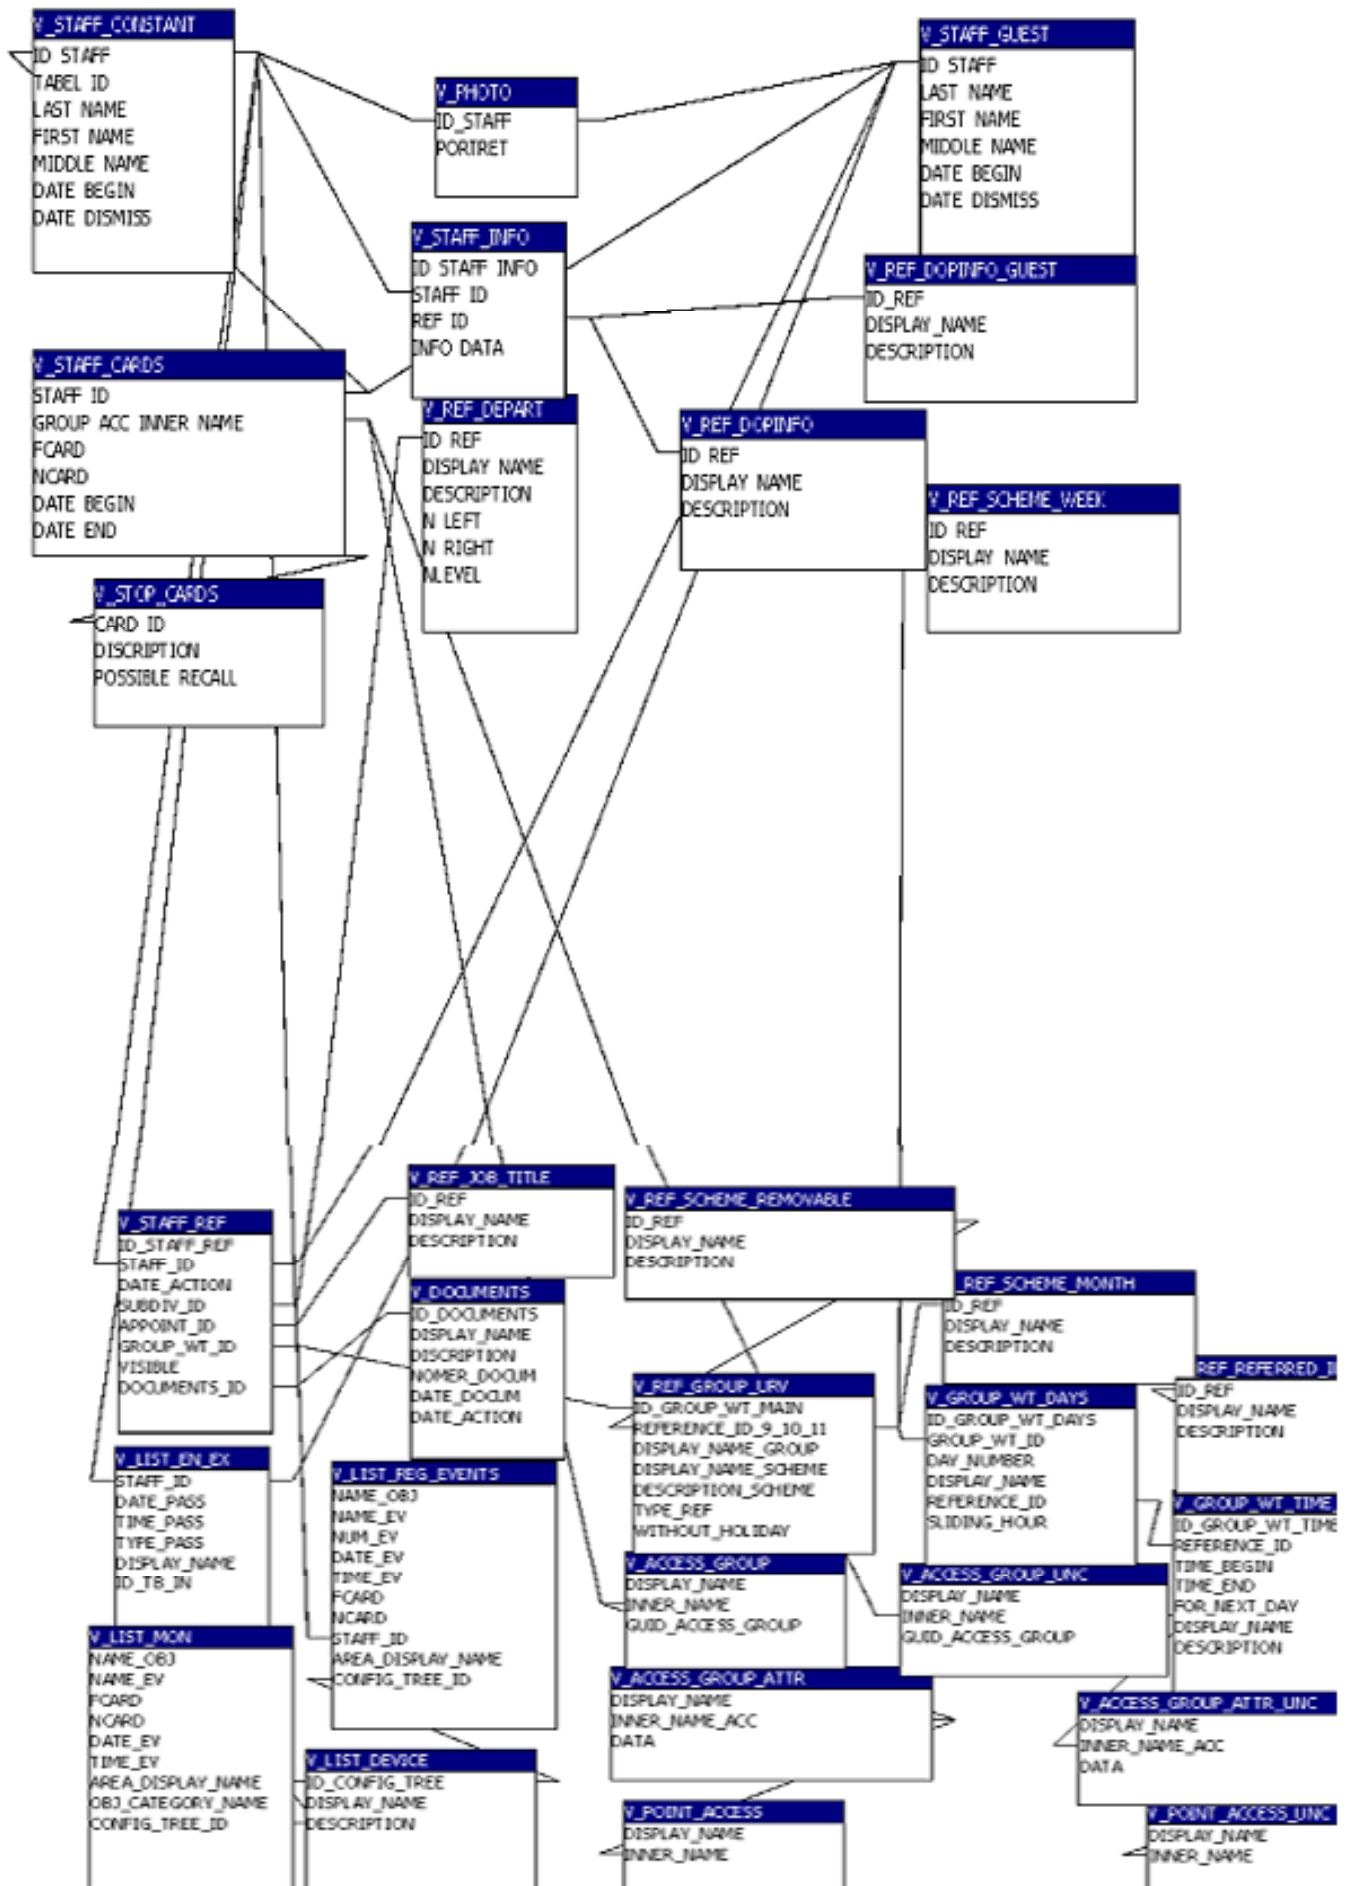 V_STAFF_CONSTANT
ID STAFF
TABEL ID
LAST NAME
FIRST NAME
MIDDLE NAME
DATE BEGIN
DATE DISMISS
V_PHOTO
ID_STAFF
PORTRET
V_STAFF_GUEST
ID STAFF
LAST NAME
FIRST NAME
MIDDLE NAME
DATE BEGIN
DATE DISMISS
V_STAFF_INFO
ID STAFF INFO
STAFF ID
REF ID
INFO DATA
V_REF_DOPINFO_GUEST
ID_REF
DISPLAY_NAME
DESCRIPTION
V_STAFF_CARDS
STAFF ID
GROUP ACC INNER NAME
FCARD
NCARD
DATE BEGIN
DATE END
V_REF_DEPART
ID REF
DISPLAY NAME
DESCRIPTION
N LEFT
N RIGHT
NLEVEL
V_REF_DOPINFO
ID REF
DISPLAY NAME
DESCRIPTION
V_REF_SCHEME_WEEK
ID REF
DISPLAY NAME
DESCRIPTION
V_STOP_CARDS
CARD ID
DISCRIPTION
POSSIBLE RECALL
V_REF_JOB_TITLE
ID_REF
DISPLAY_NAME
DESCRIPTION
V_REF_SCHEME_REMOVABLE
ID_REF
DISPLAY_NAME
DESCRIPTION
V_STAFF_REF
ID_STAFF_REF
STAFF_ID
DATE_ACTION
SUBDIV_ID
APPOINT_ID
GROUP_WT_ID
VISIBLE
DOCUMENTS_ID
V_DOCUMENTS
ID_DOCUMENTS
DISPLAY_NAME
DISCRIPTION
NOMER_DOCUM
DATE_DOCUM
DATE_ACTION
_REF_SCHEME_MONTH
ID_REF
DISPLAY_NAME
DESCRIPTION
REF_REFERRED_I
ID_REF
DISPLAY_NAME
DESCRIPTION
V_REF_GROUP_URV
ID_GROUP_WT_MAIN
REFERENCE_ID_9_10_11
DISPLAY_NAME_GROUP
DISPLAY_NAME_SCHEME
DESCRIPTION_SCHEME
TYPE_REF
WITHOUT_HOLIDAY
V_GROUP_WT_DAYS
ID_GROUP_WT_DAYS
GROUP_WT_ID
DAY_NUMBER
DISPLAY_NAME
REFERENCE_ID
SLIDING_HOUR
V_LIST_EN_EX
STAFF_ID
DATE_PASS
TIME_PASS
TYPE_PASS
DISPLAY_NAME
ID_TB_IN
V_LIST_REG_EVENTS
NAME_OBJ
NAME_EV
NUM_EV
DATE_EV
TIME_EV
FCARD
NCARD
STAFF_ID
AREA_DISPLAY_NAME
CONFIG_TREE_ID
V_GROUP_WT_TIME
ID_GROUP_WT_TIME
REFERENCE_ID
TIME_BEGIN
TIME_END
FOR_NEXT_DAY
DISPLAY_NAME
DESCRIPTION
V_ACCESS_GROUP
DISPLAY_NAME
INNER_NAME
GUID_ACCESS_GROUP
V_ACCESS_GROUP_UNC
DISPLAY_NAME
INNER_NAME
GUID_ACCESS_GROUP
V_LIST_MON
NAME_OBJ
NAME_EV
FCARD
NCARD
DATE_EV
TIME_EV
AREA_DISPLAY_NAME
OBJ_CATEGORY_NAME
CONFIG_TREE_ID
V_ACCESS_GROUP_ATTR
DISPLAY_NAME
INNER_NAME_ACC
DATA
V_ACCESS_GROUP_ATTR_UNC
DISPLAY_NAME
INNER_NAME_ACC
DATA
V_LIST_DEVICE
ID_CONFIG_TREE
DISPLAY_NAME
DESCRIPTION
V_POINT_ACCESS
DISPLAY_NAME
INNER_NAME
V_POINT_ACCESS_UNC
DISPLAY_NAME
INNER_NAME